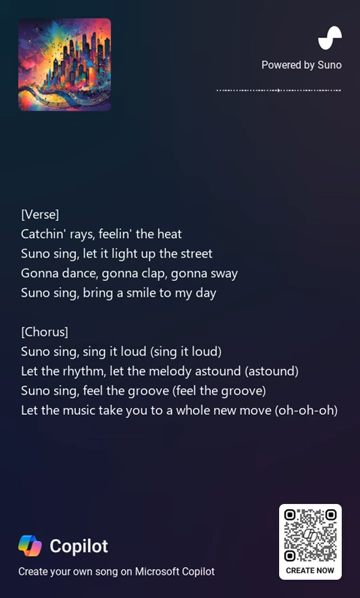 Powered by Suno
[Verse]
Catchin' rays, feelin' the heat
Suno sing, let it light up the street
Gonna dance, gonna clap, gonna sway
Suno sing, bring a smile to my day
[Chorus]
Suno sing, sing it loud (sing it loud)
Let the rhythm, let the melody astound (astound)
Suno sing, feel the groove (feel the groove)
Let the music take you to a whole new move (oh-oh-oh)
Copilot
Create your own song on Microsoft Copilot
CREATE NOW